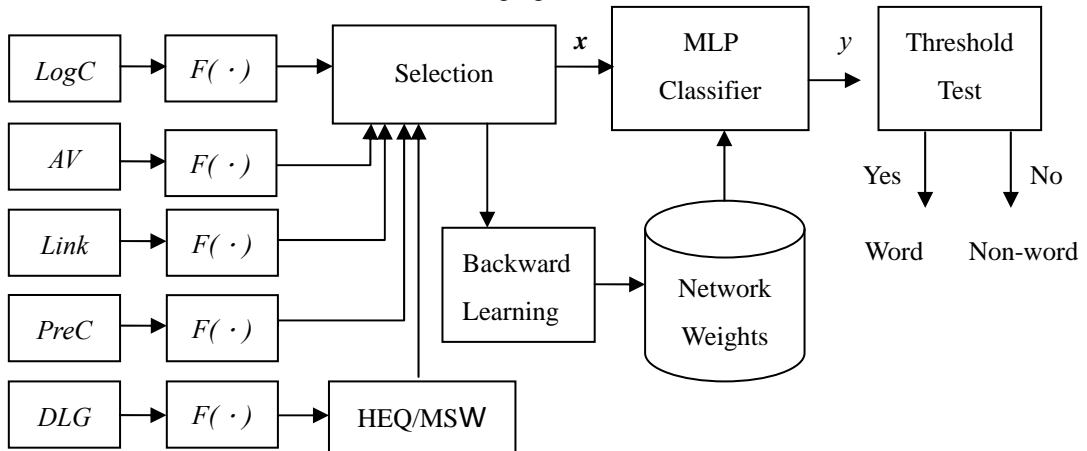 LogC
F( · )
Selection
x
MLP
Classifier
y
Threshold
Test
AV
F( · )
Yes
No
Link
F( · )
Word
Non-word
Backward
Learning
Network
Weights
PreC
F( · )
DLG
F( · )
HEQ/MSW